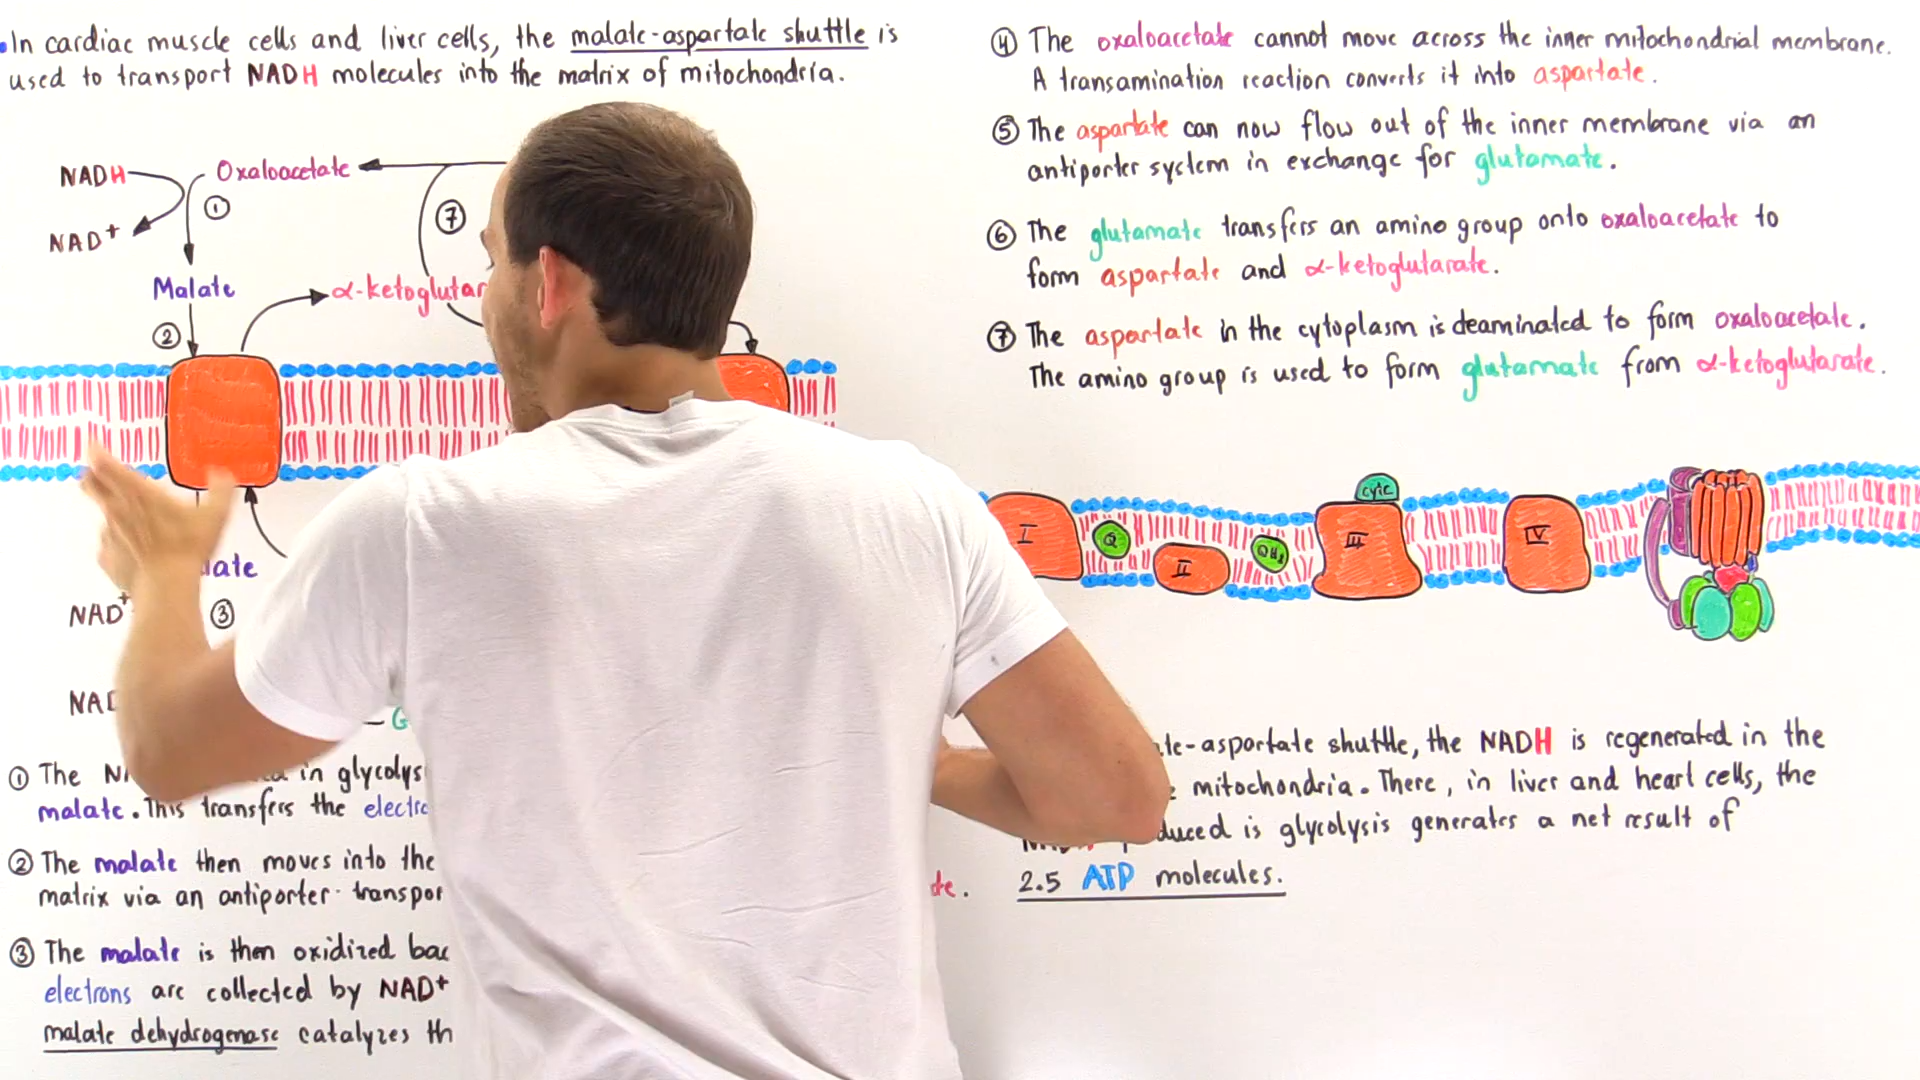 •In cardiac muscle cells and liver cells, the malate-aspartate shuttle is
used to transport NADH molecules into the matrix of mitochondria.
NADH
Oxaloacetate
①
⑦
NAD+
Malate
α-ketoglutar
②
late
NAD+
③
NAD
G
① The in glycolys
malate. This transfers the electro
② The malate then moves into the
matrix via an antiporter transpor
③ The malate is then oxidized bac
electrons are collected by NAD+
malate dehydrogenase catalyzes th
④ The oxaloacetate cannot move across the inner mitochondrial membrane.
A transamination reaction converts it into aspartate.
⑤ The aspartate can now flow out of the inner membrane via an
antiporter system in exchange for glutamate.
⑥ The glutamate transfers an amino group onto oxaloacetate to
form aspartate and α-ketoglutarate.
⑦ The aspartate in the cytoplasm is deaminated to form oxaloacetate.
The amino group is used to form glutamate from α-ketoglutarate.
I
Q
II
QH2
III
cytc
IV
te-aspartate shuttle, the NADH is regenerated in the
mitochondria. There, in liver and heart cells, the
duced is glycolysis generates a net result of
te.
2.5 ATP molecules.